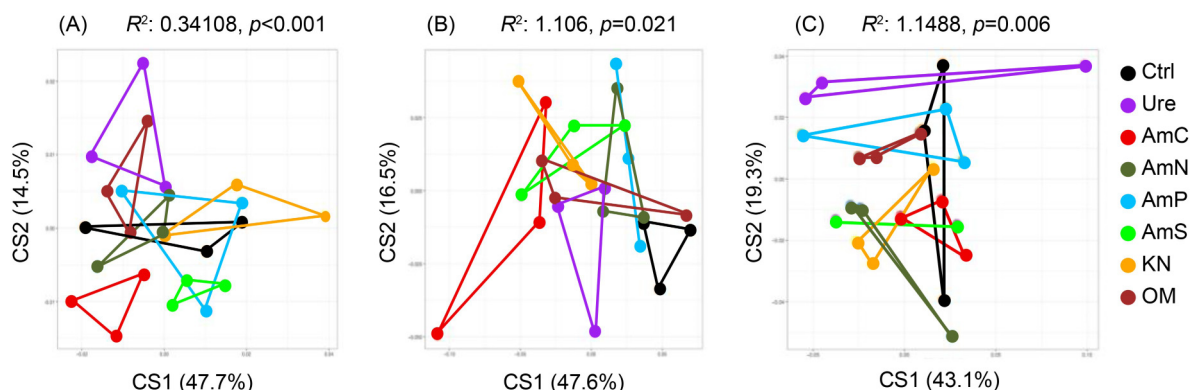 (A) R²: 0.34108, p<0.001
(B) R²: 1.106, p=0.021
(C) R²: 1.1488, p=0.006
CS2 (14.5%)
CS1 (47.7%)
CS2 (16.5%)
CS1 (47.6%)
CS2 (19.3%)
CS1 (43.1%)
Ctrl
Ure
AmC
AmN
AmP
AmS
KN
OM